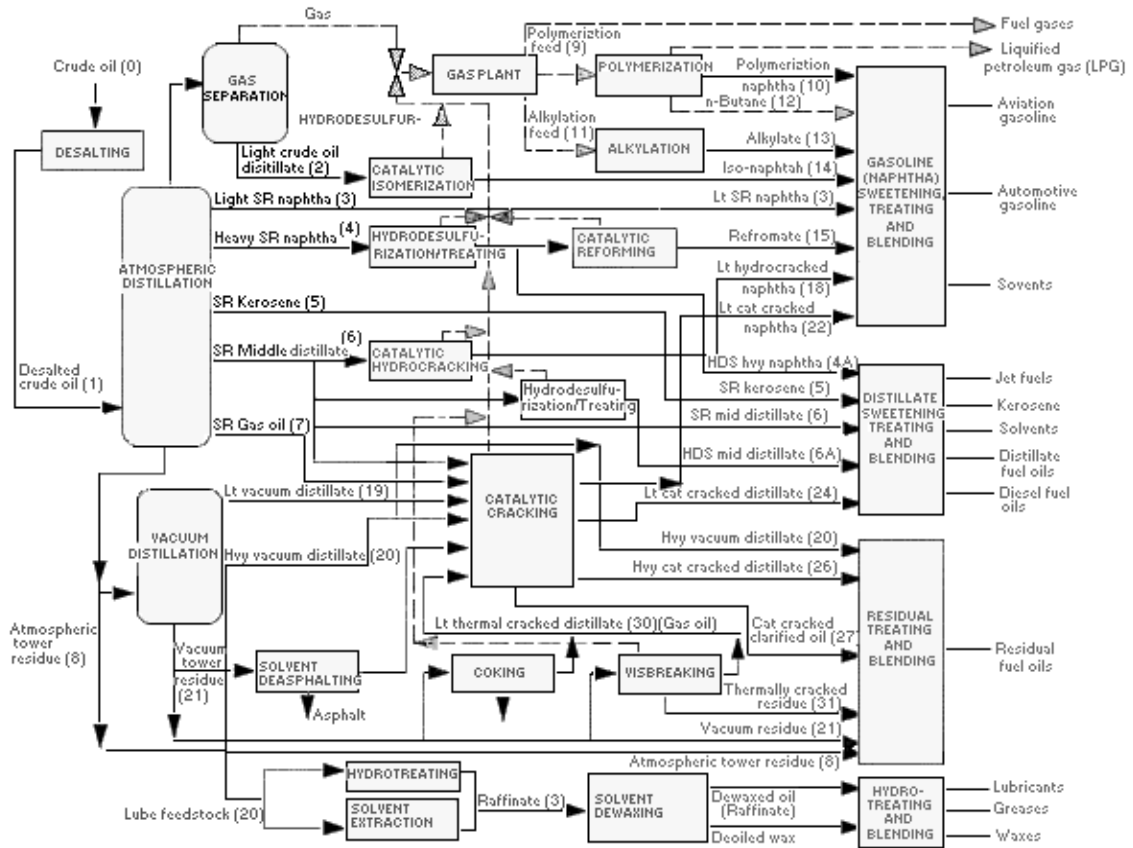 Gas
Fuel gases
Polymeriztion
feed (9)
Liquified
petroleum gas (LPG)
Crude oil (0)
GAS
SEPARATION
GAS PLANT
POLYMERIZATION
Polymeriztion
naphtha (10)
n-Butane (12)
Aviation
gasoline
HYDRODESULFUR-
Alkylation
feed (11)
DESALTING
ALKYLATION
Alkylate (13)
Light crude oil
disitillate (2)
CATALYTIC
ISOMERIZATION
Iso-naphtah (14)
GASOLINE
(NAPHTHA)
SWEETENING,
TREATING
AND
BLENDING
Light SR naphtha (3)
Lt SR naphtha (3)
Automotive
gasoline
Heavy SR naphtha (4)
HYDRODESULFU-
RIZATION/TREATING
CATALYTIC
REFORMING
Refromate (15)
ATMOSPHERIC
DISTILLATION
Lt hydrocracked
naphtha (18)
Sovents
SR Kerosene (5)
Lt cat cracked
naphtha (22)
SR Middle distillate (6)
CATALYTIC
HYDROCRACKING
HDS hvy naphtha (4A)
Desalted
crude oil (1)
Hydrodesulfu-
rization/Treating
SR kerosene (5)
Jet fuels
Kerosene
SR Gas oil (7)
SR mid distillate (6)
DISTILLATE
SWEETENING
TREATING
AND
BLENDING
Solvents
HDS mid distillate (6A)
Distillate
fuel oils
Lt vacuum distillate (19)
CATALYTIC
CRACKING
Lt cat cracked distillate (24)
Diesel fuel
oils
VACUUM
DISTILLATION
Hvy vacuum distillate (20)
Hvy vacuum distillate (20)
Hvy cat cracked distillate (26)
Atmospheric
tower
residue (8)
Lt thermal cracked distillate (30)(Gas oil)
Cat cracked
clarified oil (27)
RESIDUAL
TREATING
AND
BLENDING
Residual
fuel oils
Vacuum
tower
residue
(21)
SOLVENT
DEASPHALTING
COKING
VISBREAKING
Thermally cracked
residue (31)
Asphalt
Vacuum residue (21)
Atmospheric tower residue (8)
HYDROTREATING
Lube feedstock (20)
SOLVENT
EXTRACTION
Raffinate (3)
SOLVENT
DEWAXING
Dewaxed oil
(Raffinate)
Deoiled wax
HYDRO-
TREATING
AND
BLENDING
Lubricants
Greases
Waxes